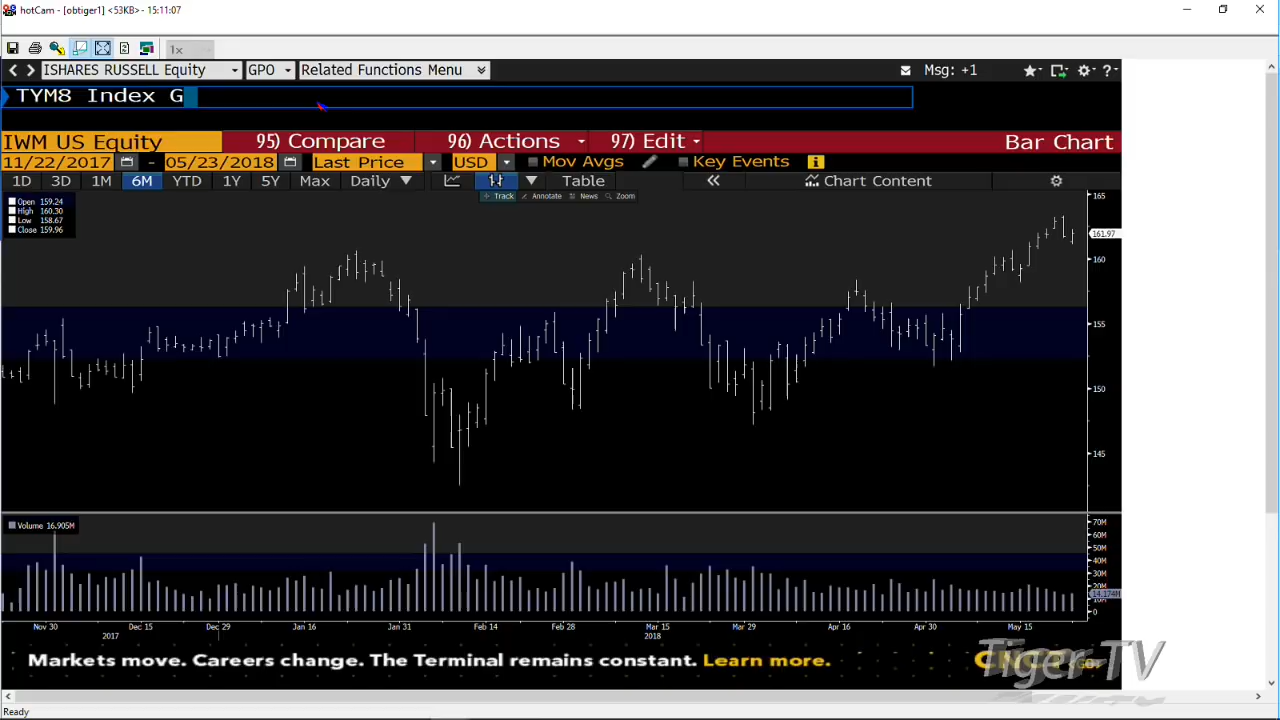 hotCam - [obtiger1] <53KB> - 15:11:07
1x
ISHARES RUSSELL Equity GPO Related Functions Menu Msg: +1
TYM8 Index G
IWM US Equity 95) Compare 96) Actions 97) Edit Bar Chart
11/22/2017 - 05/23/2018 Last Price USD Mov Avgs Key Events
1D 3D 1M 6M YTD 1Y 5Y Max Daily Table Chart Content
Track Annotate News Zoom
Open 159.24
High 160.30
Low 158.67
Close 159.96
165
161.97
160
155
150
145
Volume 16.905M
70M
60M
50M
40M
30M
20M
14.174M
10M
0
Nov 30 Dec 15 Dec 29 Jan 16 Jan 31 Feb 14 Feb 28 Mar 15 Mar 29 Apr 16 Apr 30 May 15
2017 2018
Markets move. Careers change. The Terminal remains constant. Learn more.
Tiger-TV
Ready